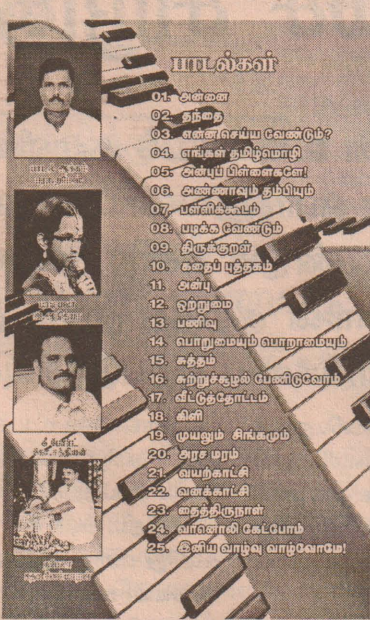 பாடல்கள்
01. அன்னை
02. தந்தை
03. என்ன செய்ய வேண்டும்?
04. எங்கள் தமிழ்மொழி
05. அன்புப் பிள்ளைகளே!
06. அண்ணாவும் தம்பியும்
07. பள்ளிக்கூடம்
08. படிக்க வேண்டும்
09. திருக்குறள்
10. கதைப் புத்தகம்
11. அன்பு
12. ஒற்றுமை
13. பணிவு
14. பொறுமையும் பொறாமையும்
15. சுத்தம்
16. சுற்றுச்சூழல் பேணிடுவோம்
17. வீட்டுத்தோட்டம்
18. கிளி
19. முயலும் சிங்கமும்
20. அரச மரம்
21. வயற்காட்சி
22. வனக்காட்சி
23. தைத்திருநாள்
24. வானொலி கேட்போம்
25. இனிய வாழ்வு வாழ்வோமே!